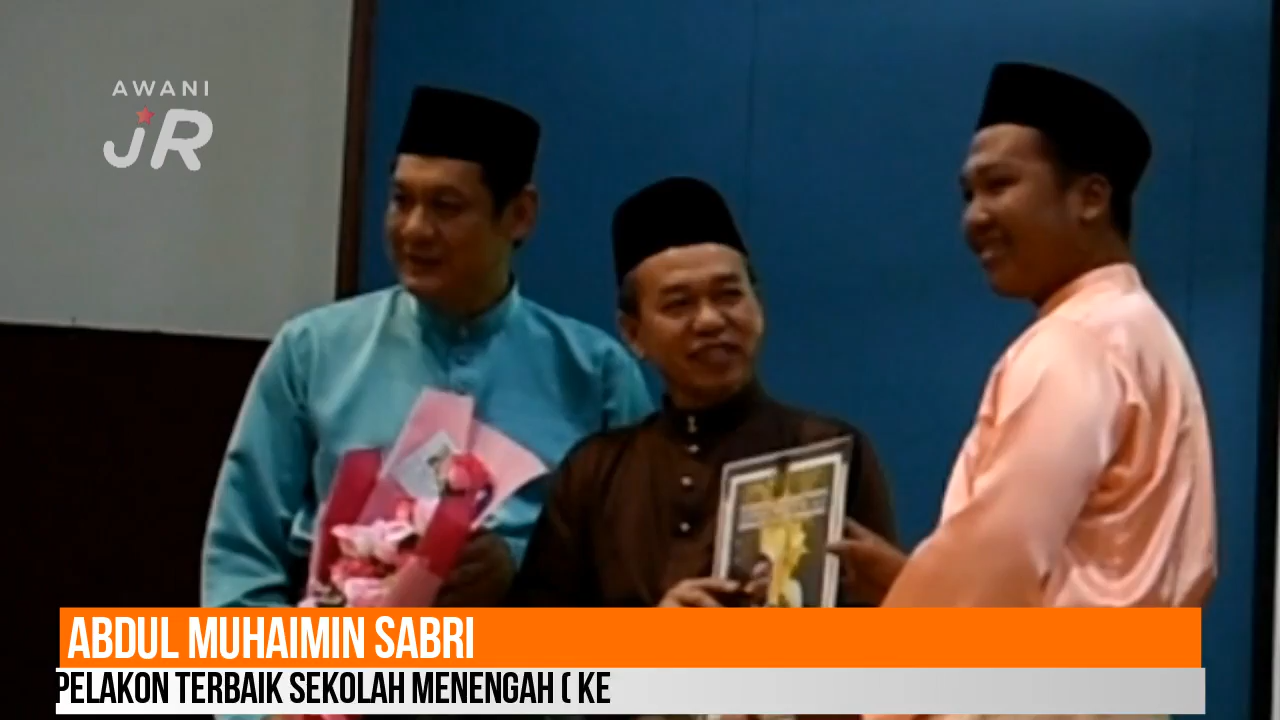 AWANI
jR
ABDUL MUHAIMIN SABRI
PELAKON TERBAIK SEKOLAH MENENGAH ( KE